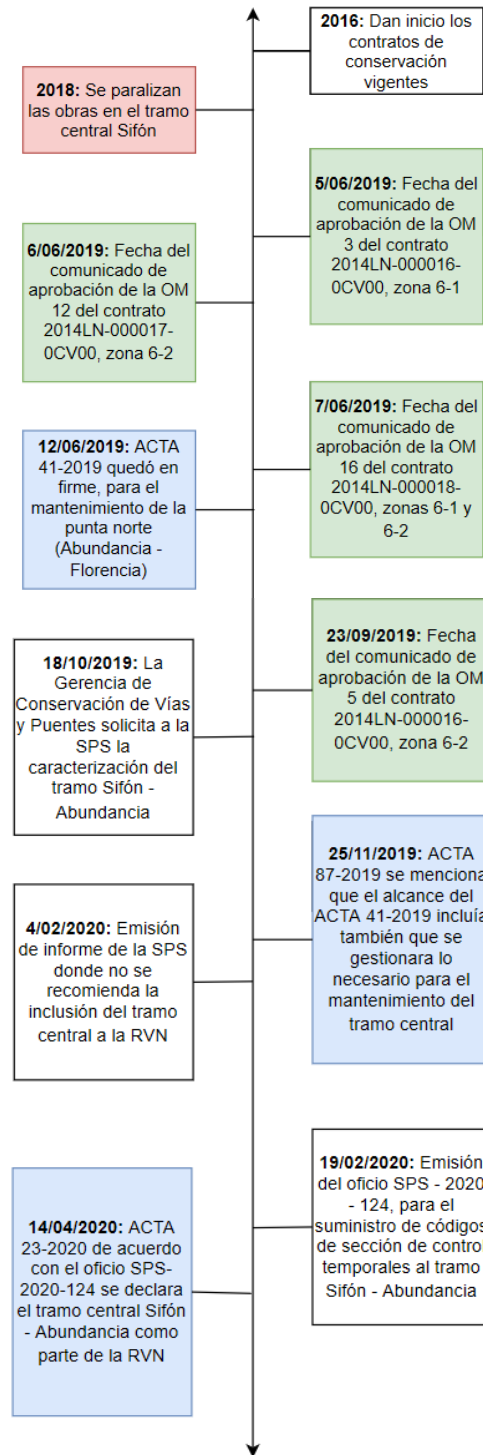 2016: Dan inicio los
contratos de
conservación
vigentes
2018: Se paralizan
las obras en el tramo
central Sifón
5/06/2019: Fecha del
comunicado de
aprobación de la OM
3 del contrato
2014LN-000016-
0CV00, zona 6-1
6/06/2019: Fecha del
comunicado de
aprobación de la OM
12 del contrato
2014LN-000017-
0CV00, zona 6-2
7/06/2019: Fecha del
comunicado de
aprobación de la OM
16 del contrato
2014LN-000018-
0CV00, zonas 6-1 y
6-2
12/06/2019: ACTA
41-2019 quedó en
firme, para el
mantenimiento de la
punta norte
(Abundancia -
Florencia)
23/09/2019: Fecha
del comunicado de
aprobación de la OM
5 del contrato
2014LN-000016-
0CV00, zona 6-2
18/10/2019: La
Gerencia de
Conservación de Vías
y Puentes solicita a la
SPS la
caracterización del
tramo Sifón -
Abundancia
25/11/2019: ACTA
87-2019 se menciona
que el alcance del
ACTA 41-2019 incluía
también que se
gestionara lo
necesario para el
mantenimiento del
tramo central
4/02/2020: Emisión
de informe de la SPS
donde no se
recomienda la
inclusión del tramo
central a la RVN
19/02/2020: Emisión
del oficio SPS - 2020
- 124, para el
suministro de códigos
de sección de control
temporales al tramo
Sifón - Abundancia
14/04/2020: ACTA
23-2020 de acuerdo
con el oficio SPS-
2020-124 se declara
el tramo central Sifón
- Abundancia como
parte de la RVN